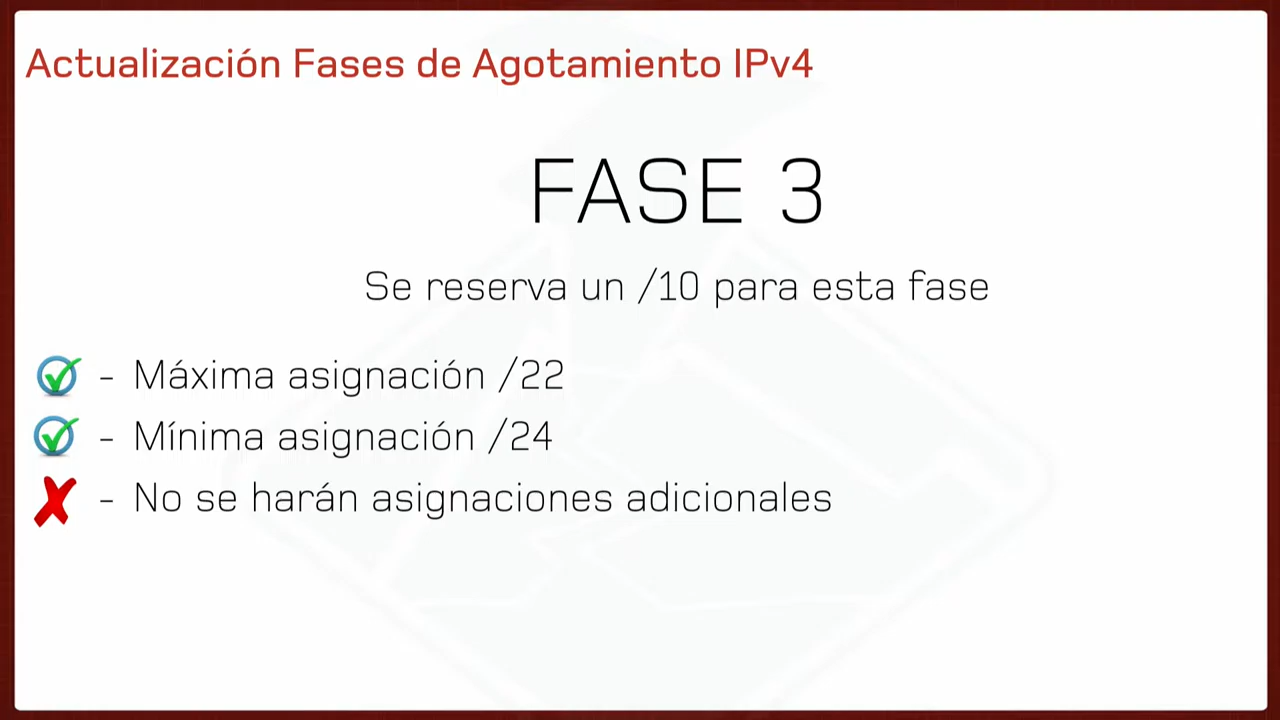 Actualización Fases de Agotamiento IPv4
FASE 3
Se reserva un /10 para esta fase
- Máxima asignación /22
- Mínima asignación /24
- No se harán asignaciones adicionales